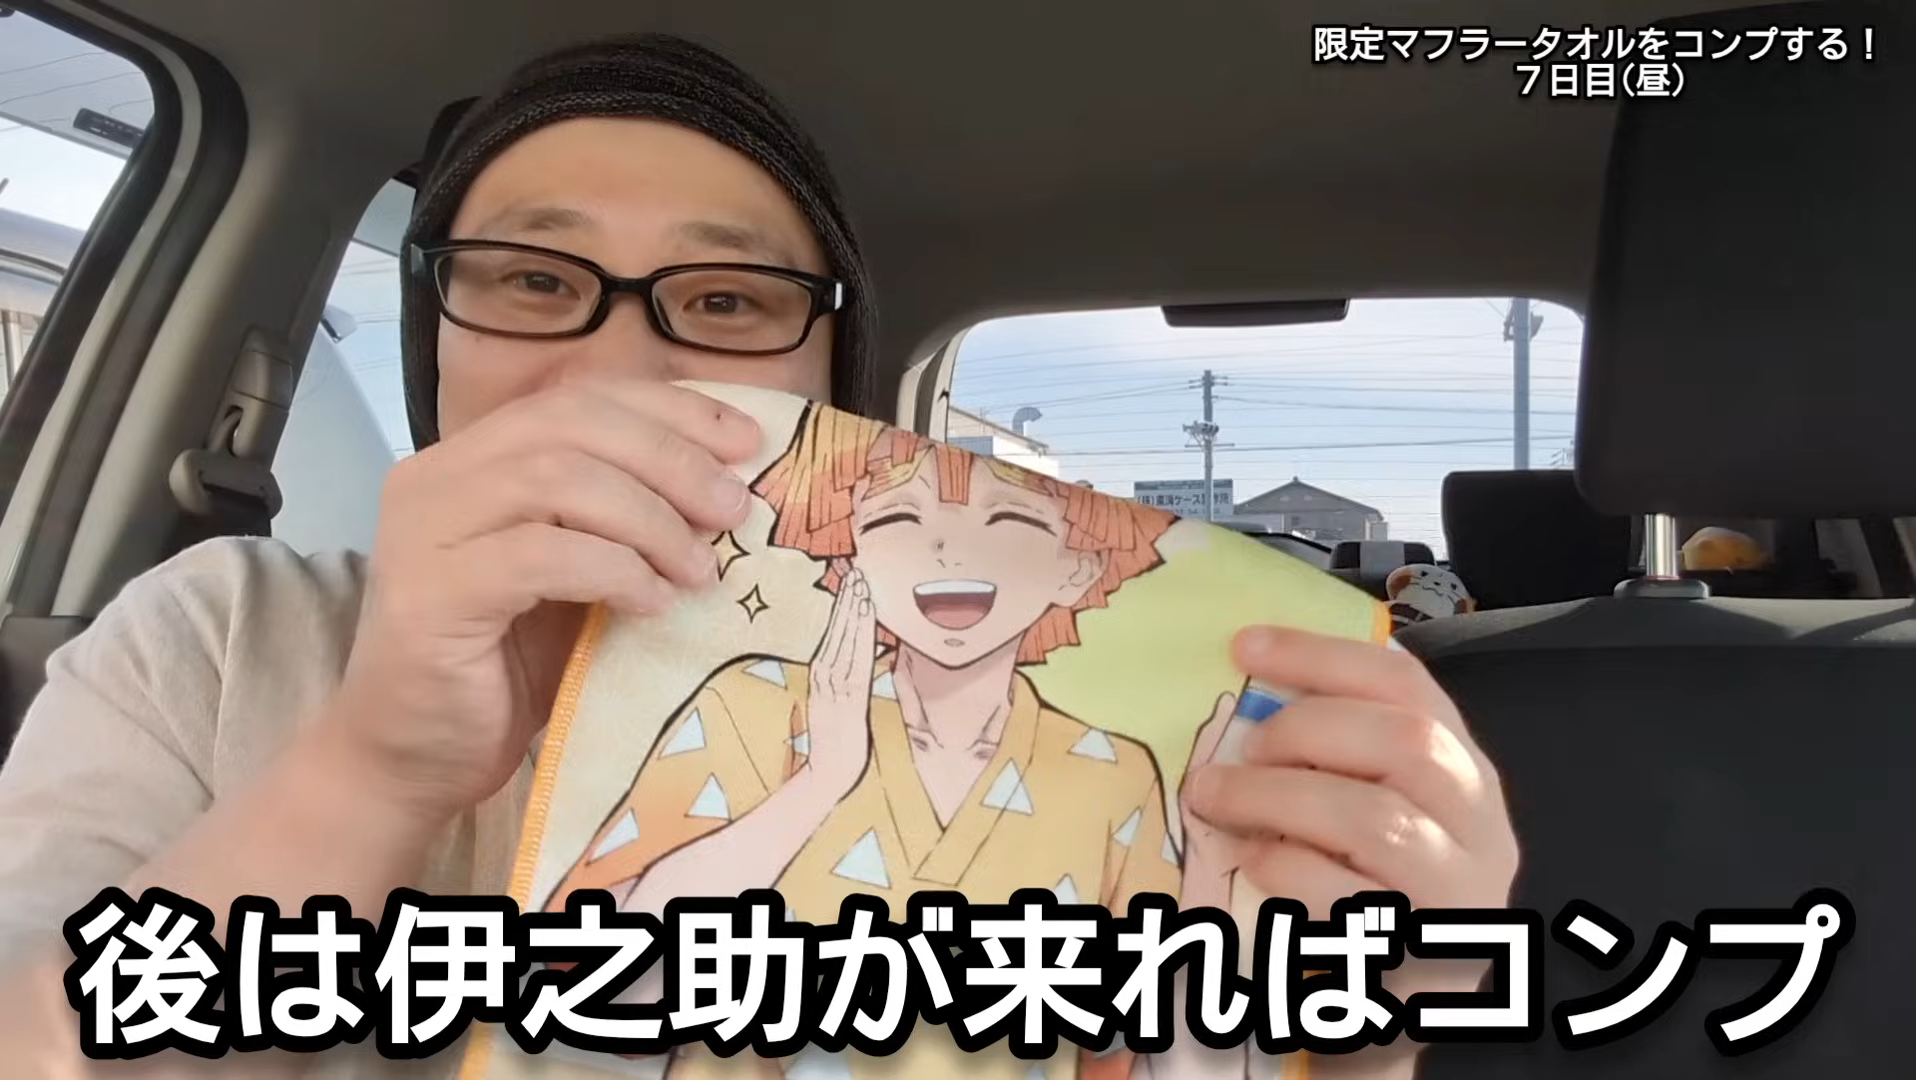 限定マフラータオルをコンプする！
７日目(昼)
後は伊之助が来ればコンプ